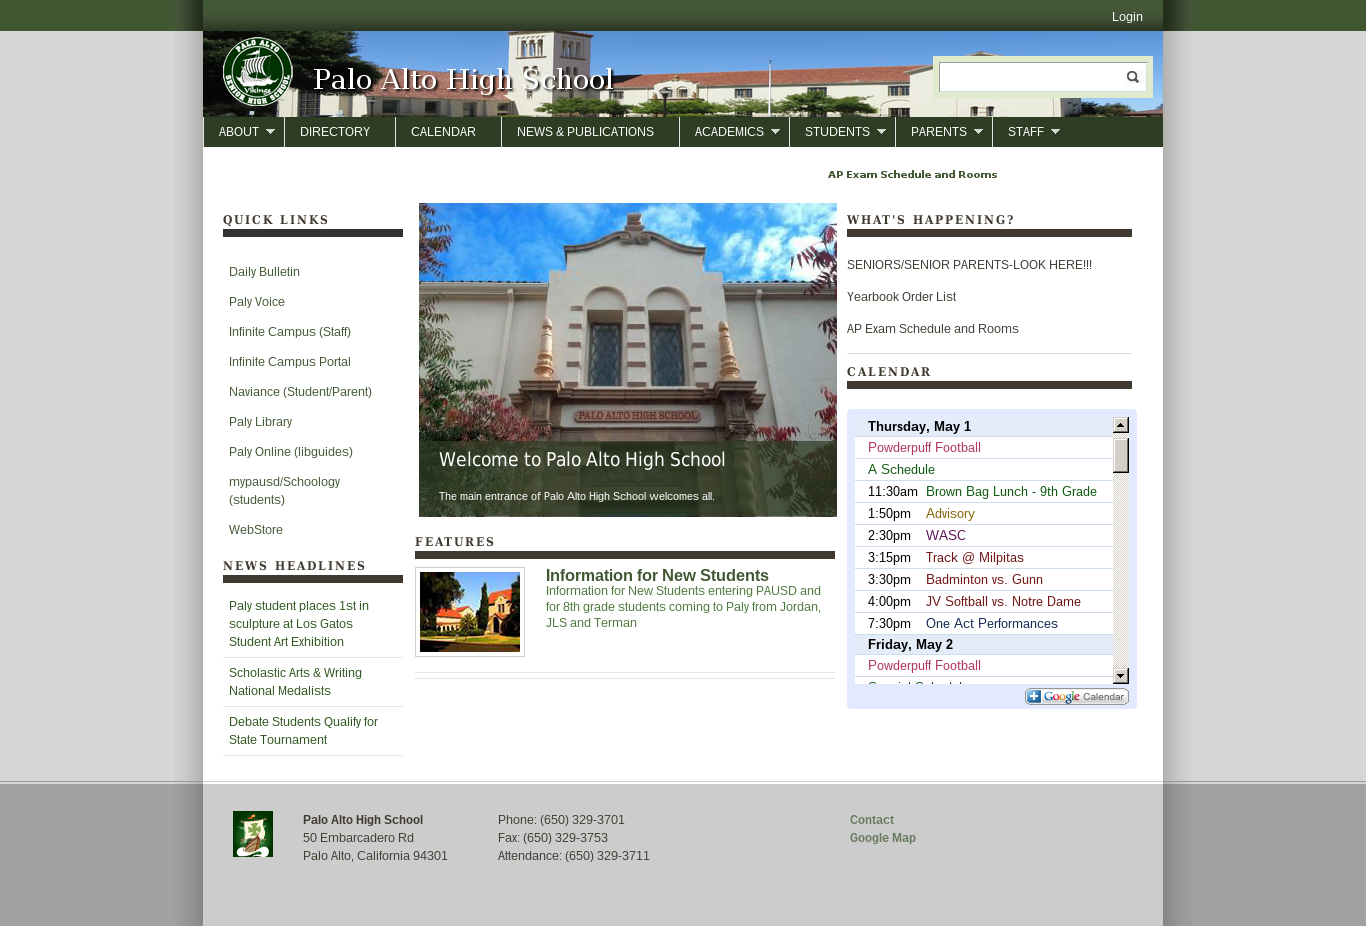 Login
PALO ALTO
Vikings
SENIOR HIGH SCHOOL
Palo Alto High School
ABOUT
DIRECTORY
CALENDAR
NEWS & PUBLICATIONS
ACADEMICS
STUDENTS
PARENTS
STAFF
AP Exam Schedule and Rooms
QUICK LINKS
Daily Bulletin
Paly Voice
Infinite Campus (Staff)
Infinite Campus Portal
Naviance (Student/Parent)
Paly Library
Paly Online (libguides)
mypausd/Schoology
(students)
WebStore
NEWS HEADLINES
Paly student places 1st in
sculpture at Los Gatos
Student Art Exhibition
Scholastic Arts & Writing
National Medalists
Debate Students Qualify for
State Tournament
PALO ALTO HIGH SCHOOL
Welcome to Palo Alto High School
The main entrance of Palo Alto High School welcomes all.
FEATURES
Information for New Students
Information for New Students entering PAUSD and
for 8th grade students coming to Paly from Jordan,
JLS and Terman
WHAT'S HAPPENING?
SENIORS/SENIOR PARENTS-LOOK HERE!!!
Yearbook Order List
AP Exam Schedule and Rooms
CALENDAR
Thursday, May 1
Powderpuff Football
A Schedule
11:30am Brown Bag Lunch - 9th Grade
1:50pm Advisory
2:30pm WASC
3:15pm Track @ Milpitas
3:30pm Badminton vs. Gunn
4:00pm JV Softball vs. Notre Dame
7:30pm One Act Performances
Friday, May 2
Powderpuff Football
Google Calendar
Palo Alto High School
50 Embarcadero Rd
Palo Alto, California 94301
Phone: (650) 329-3701
Fax: (650) 329-3753
Attendance: (650) 329-3711
Contact
Google Map